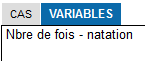 CAS VARIABLES
Nbre de fois - natation